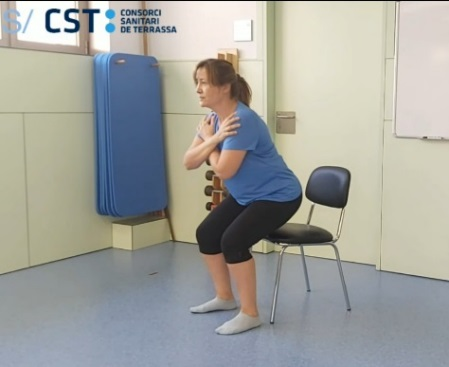 S/ CST: CONSORCI
SANITARI
DE TERRASSA